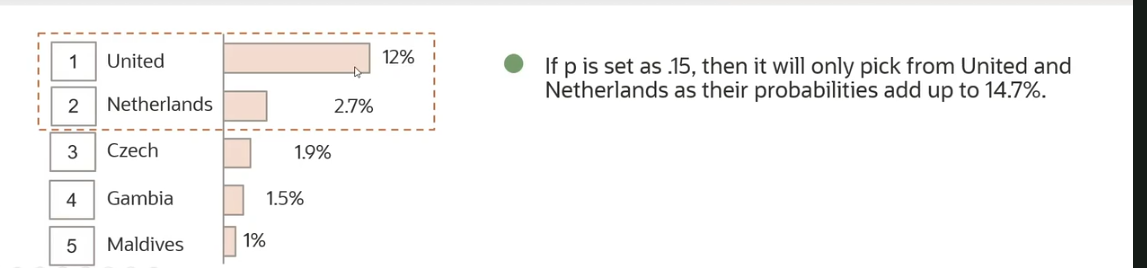 1 United 12%
2 Netherlands 2.7%
3 Czech 1.9%
4 Gambia 1.5%
5 Maldives 1%
If p is set as .15, then it will only pick from United and
Netherlands as their probabilities add up to 14.7%.